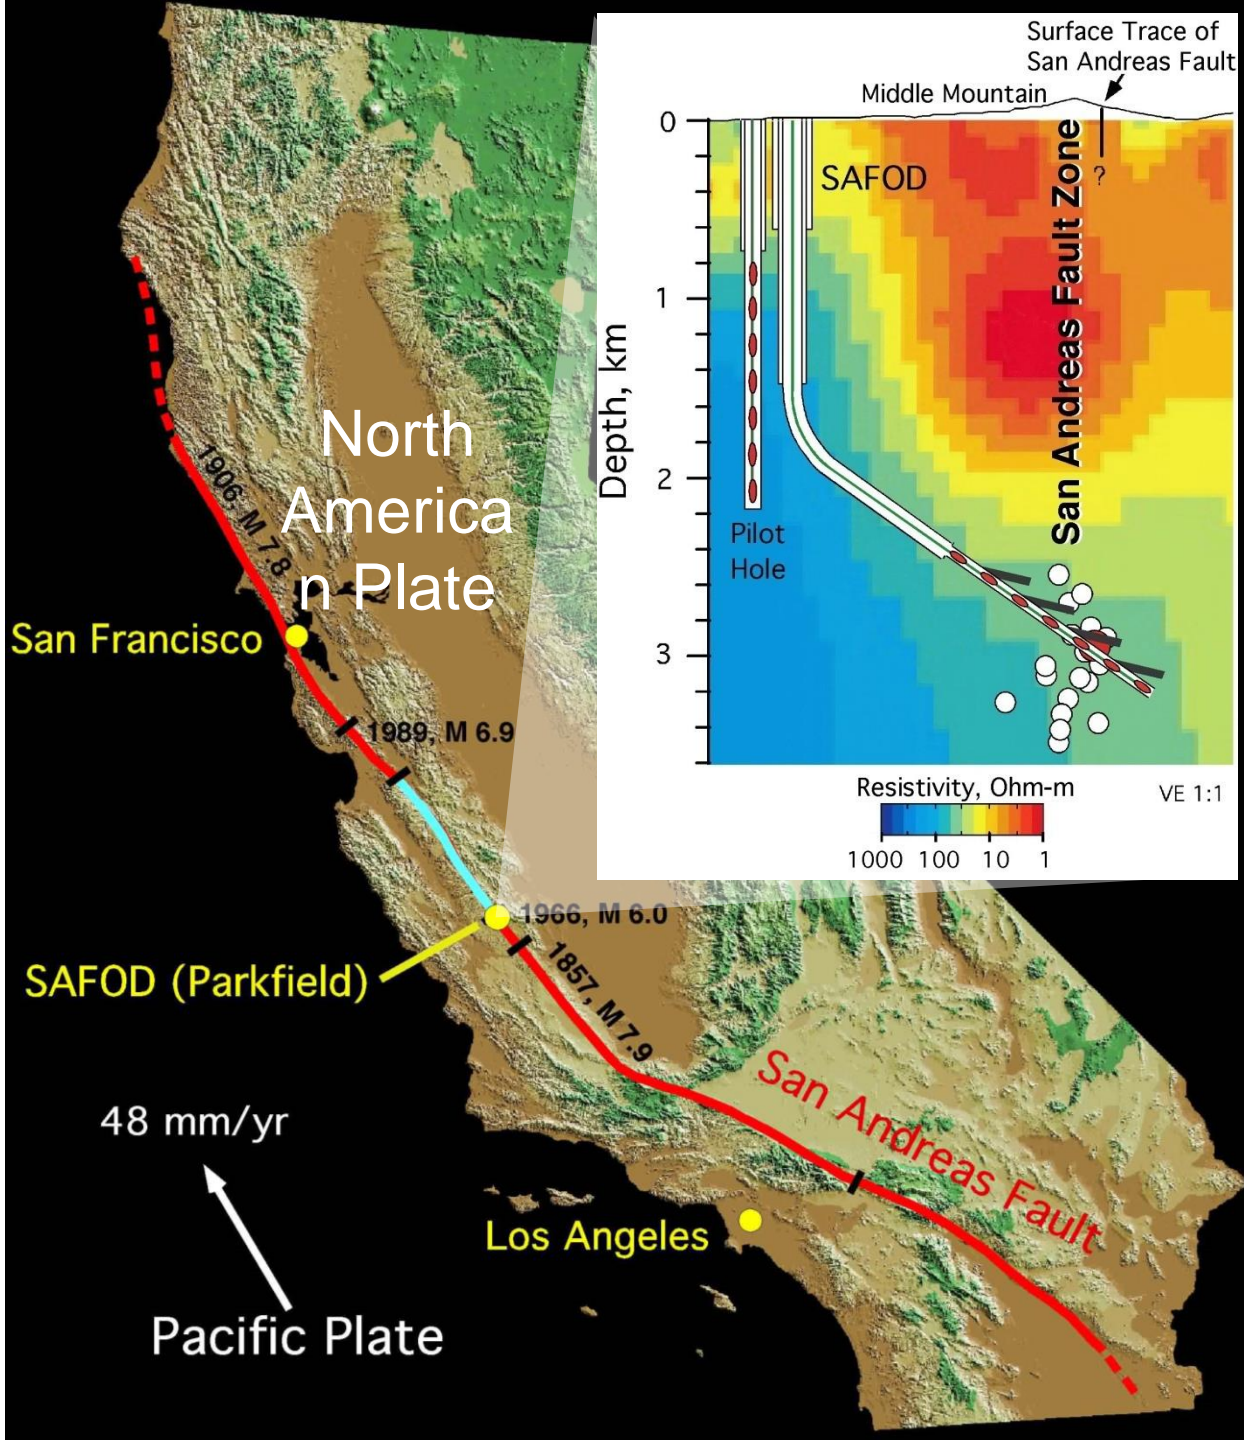 Surface Trace of
San Andreas Fault
Middle Mountain
0
SAFOD
?
San Andreas Fault Zone
1
Depth, km
2
Pilot
Hole
3
Resistivity, Ohm-m
VE 1:1
1000 100 10 1
North
America
n Plate
1906, M 7.8
San Francisco
1989, M 6.9
1966, M 6.0
SAFOD (Parkfield)
1857, M 7.9
San Andreas Fault
48 mm/yr
Los Angeles
Pacific Plate